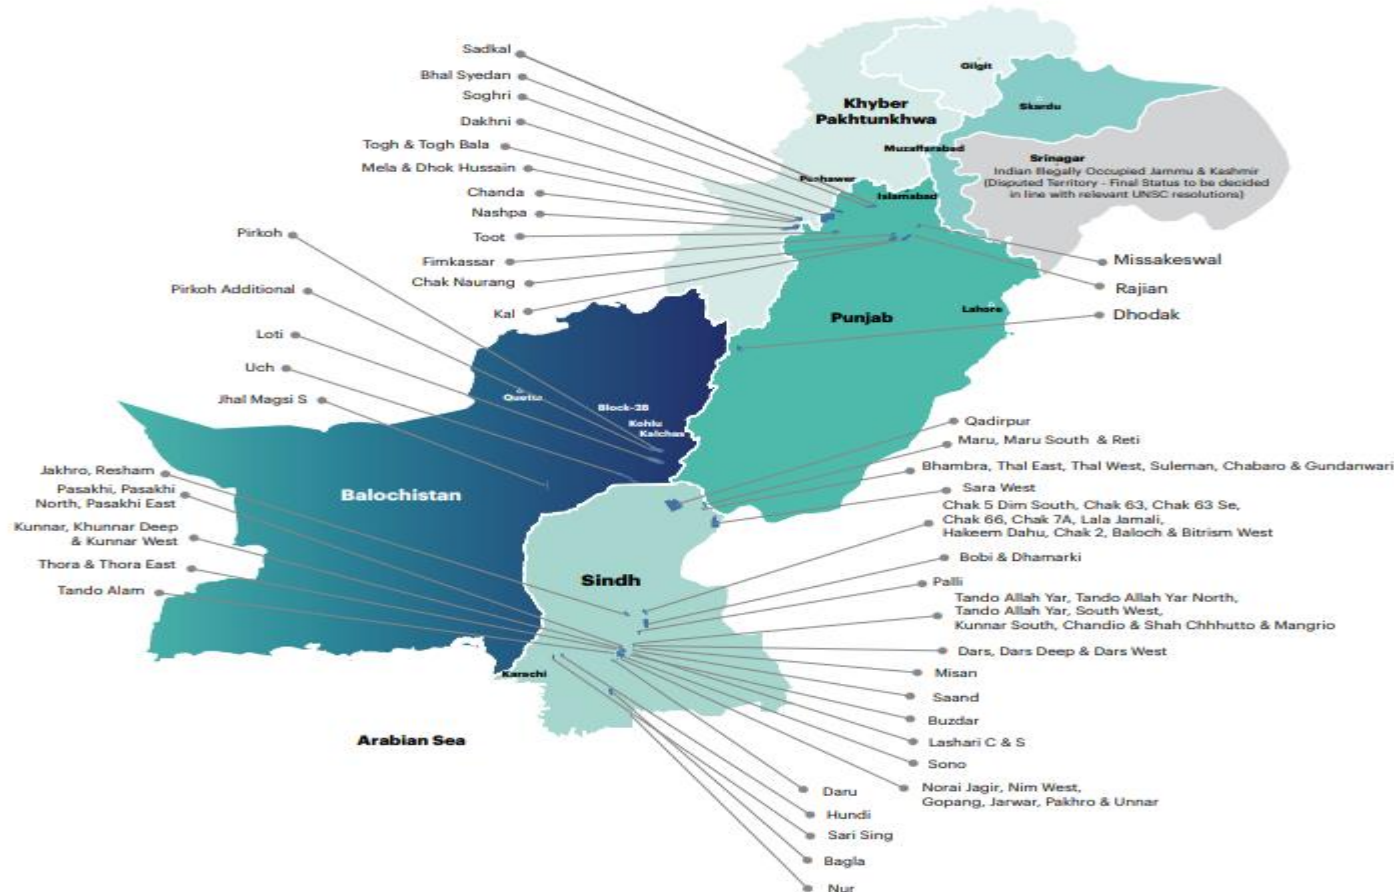 Sadkal
Bhal Syedan
Soghri
Dakhni
Togh & Togh Bala
Mela & Dhok Hussain
Chanda
Nashpa
Toot
Fimkassar
Chak Naurang
Kal
Pirkoh
Pirkoh Additional
Loti
Uch
Jhal Magsi S
Jakhro, Resham
Pasakhi, Pasakhi
North, Pasakhi East
Kunnar, Khunnar Deep
& Kunnar West
Thora & Thora East
Tando Alam
Gilgit
Skardu
Khyber
Pakhtunkhwa
Muzaffarabad
Srinagar
Indian Illegally Occupied Jammu & Kashmir
(Disputed Territory - Final Status to be decided
in line with relevant UNSC resolutions)
Peshawer
Islamabad
Missakeswal
Rajian
Dhodak
Punjab
Lahore
Quetta
Block-28
Kohlu
Kalchas
Balochistan
Sindh
Karachi
Arabian Sea
Qadirpur
Maru, Maru South & Reti
Bhambra, Thal East, Thal West, Suleman, Chabaro & Gundanwari
Sara West
Chak 5 Dim South, Chak 63, Chak 63 Se,
Chak 66, Chak 7A, Lala Jamali,
Hakeem Dahu, Chak 2, Baloch & Bitrism West
Bobi & Dhamarki
Palli
Tando Allah Yar, Tando Allah Yar North,
Tando Allah Yar, South West,
Kunnar South, Chandio & Shah Chhhutto & Mangrio
Dars, Dars Deep & Dars West
Misan
Saand
Buzdar
Lashari C & S
Sono
Norai Jagir, Nim West,
Gopang, Jarwar, Pakhro & Unnar
Daru
Hundi
Sari Sing
Bagla
Nur